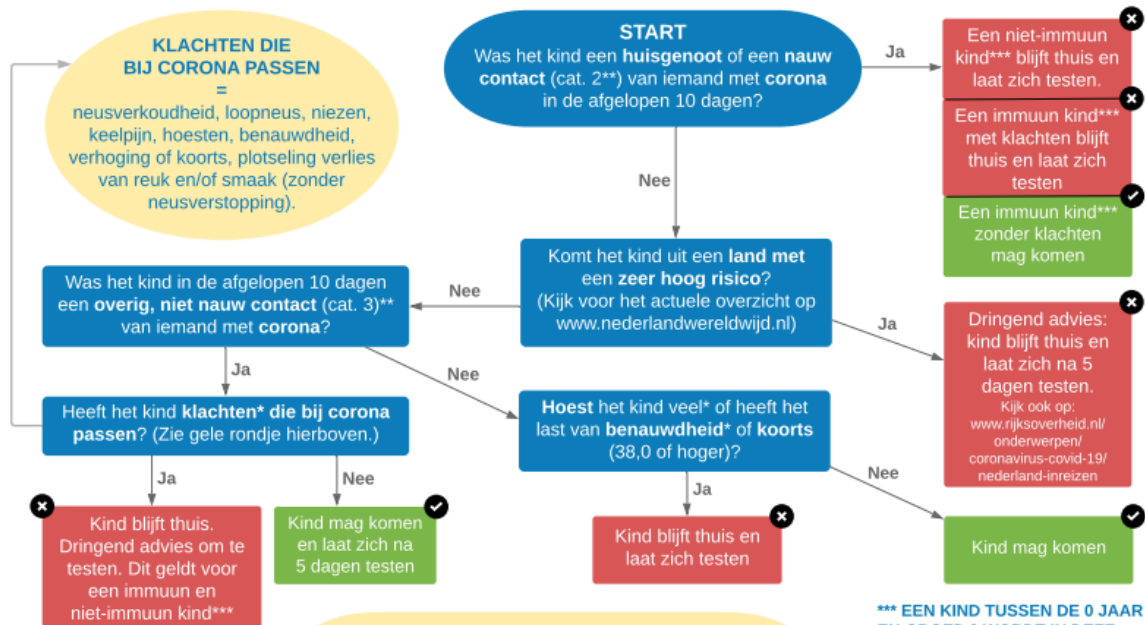 KLACHTEN DIE
BIJ CORONA PASSEN
=
neusverkoudheid, loopneus, niezen,
keelpijn, hoesten, benauwdheid,
verhoging of koorts, plotseling verlies
van reuk en/of smaak (zonder
neusverstopping).
START
Was het kind een huisgenoot of een nauw
contact (cat. 2**) van iemand met corona
in de afgelopen 10 dagen?
Ja
Een niet-immuun
kind*** blijft thuis en
laat zich testen.
Een immuun kind***
met klachten blijft
thuis en laat zich
testen
Een immuun kind***
zonder klachten
mag komen
Nee
Komt het kind uit een land met
een zeer hoog risico?
(Kijk voor het actuele overzicht op
www.nederlandwereldwijd.nl)
Ja
Dringend advies:
kind blijft thuis en
laat zich na 5
dagen testen.
Kijk ook op:
www.rijksoverheid.nl/
onderwerpen/
coronavirus-covid-19/
nederland-inreizen
Nee
Was het kind in de afgelopen 10 dagen
een overig, niet nauw contact (cat. 3)**
van iemand met corona?
Ja
Nee
Heeft het kind klachten* die bij corona
passen? (Zie gele rondje hierboven.)
Ja
Nee
Kind blijft thuis.
Dringend advies om te
testen. Dit geldt voor
een immuun en
niet-immuun kind***
Kind mag komen
en laat zich na
5 dagen testen
Hoest het kind veel* of heeft het
last van benauwdheid* of koorts
(38,0 of hoger)?
Ja
Nee
Kind blijft thuis en
laat zich testen
Kind mag komen
*** EEN KIND TUSSEN DE 0 JAAR